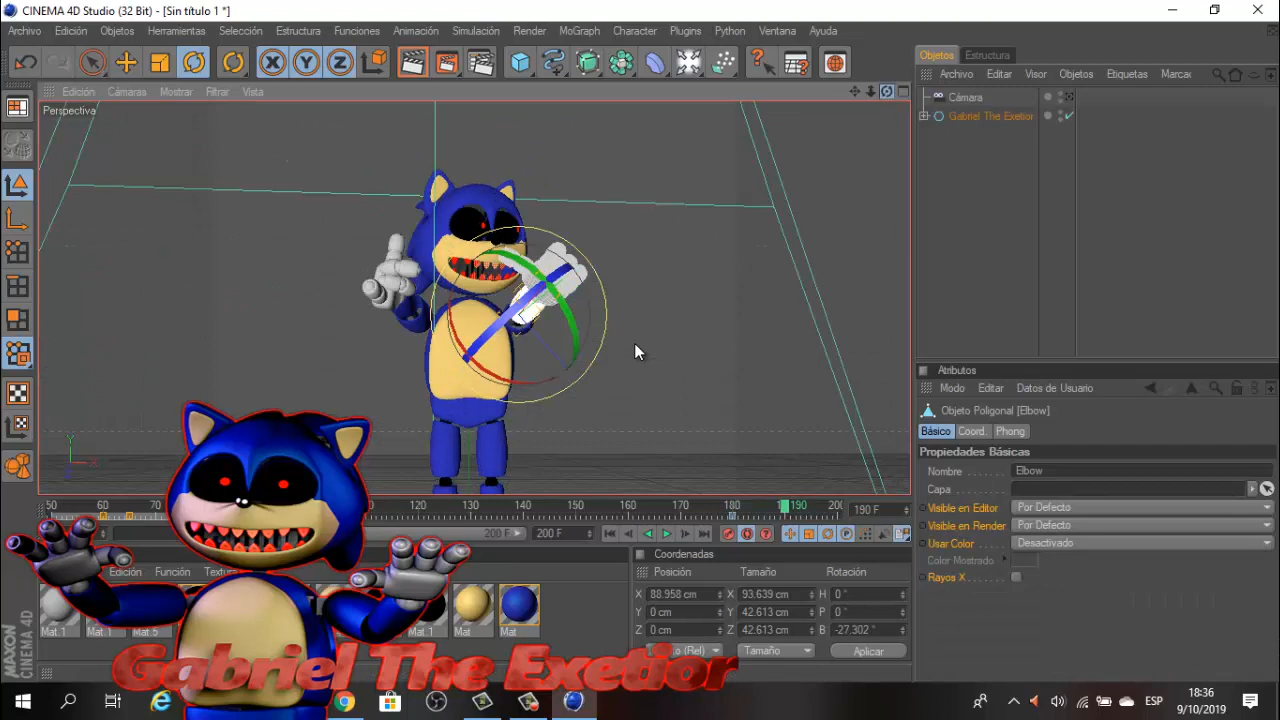 CINEMA 4D Studio (32 Bit) - [Sin título 1 *]
Archivo Edición Objetos Herramientas Selección Estructura Funciones Animación Simulación Render MoGraph Character Plugins Python Ventana Ayuda
Objetos Estructura
Archivo Editar Visor Objetos Etiquetas Marcac
Edición Cámaras Mostrar Filtrar Vista
Perspectiva
Cámara
Gabriel The Exetior
X Y Z
Atributos
Modo Editar Datos de Usuario
Objeto Poligonal [Elbow]
Básico Coord. Phong
Propiedades Básicas
Nombre Elbow
Capa
Visible en Editor Por Defecto
Visible en Render Por Defecto
Usar Color Desactivado
Color Mostrado
Rayos X
50 60 120 130 140 150 160 170 180 190 20
190 F
200 F 200 F
Edición Función
Coordenadas
Posición Tamaño Rotación
X 88.958 cm X 93.639 cm H 0 °
Y 0 cm Y 42.613 cm P 0 °
Z 0 cm Z 42.613 cm B -27.302 °
(Rel) Tamaño Aplicar
Mat.1 Mat.1 Mat.5 Mat.1 Mat Mat
MAXON CINEMA 4D
Gabriel The Exetior
ESP
18:36
9/10/2019